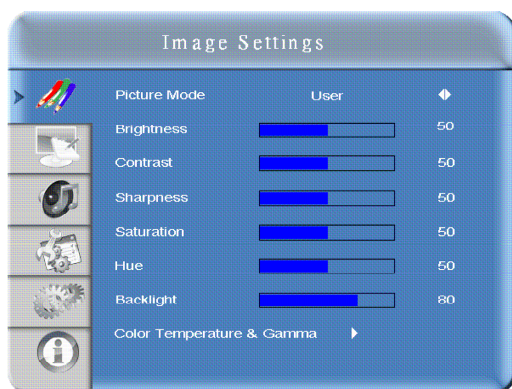 Image Settings
Picture Mode User
Brightness 50
Contrast 50
Sharpness 50
Saturation 50
Hue 50
Backlight 80
Color Temperature & Gamma